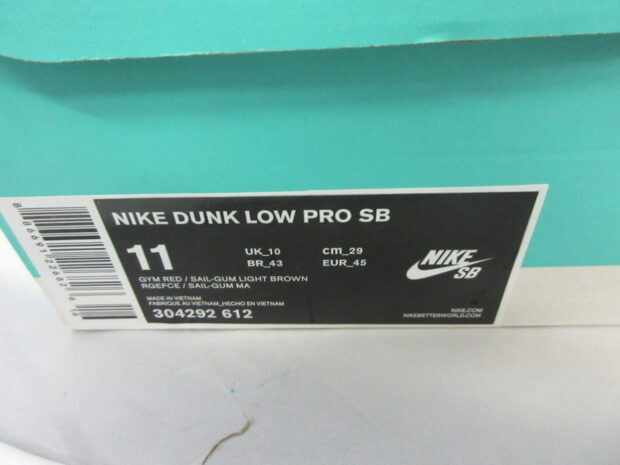 NIKE DUNK LOW PRO SB
11
UK_10 cm_29
BR_43 EUR_45
GYM RED / SAIL-GUM LIGHT BROWN
RGEFCE / SAIL-GUM MA
MADE IN VIETNAM
FABRIQUE AU VIETNAM_HECHO EN VIETNAM
304292 612
NIKE
SB
NIKE.COM
NIKEBETTERWORLD.COM